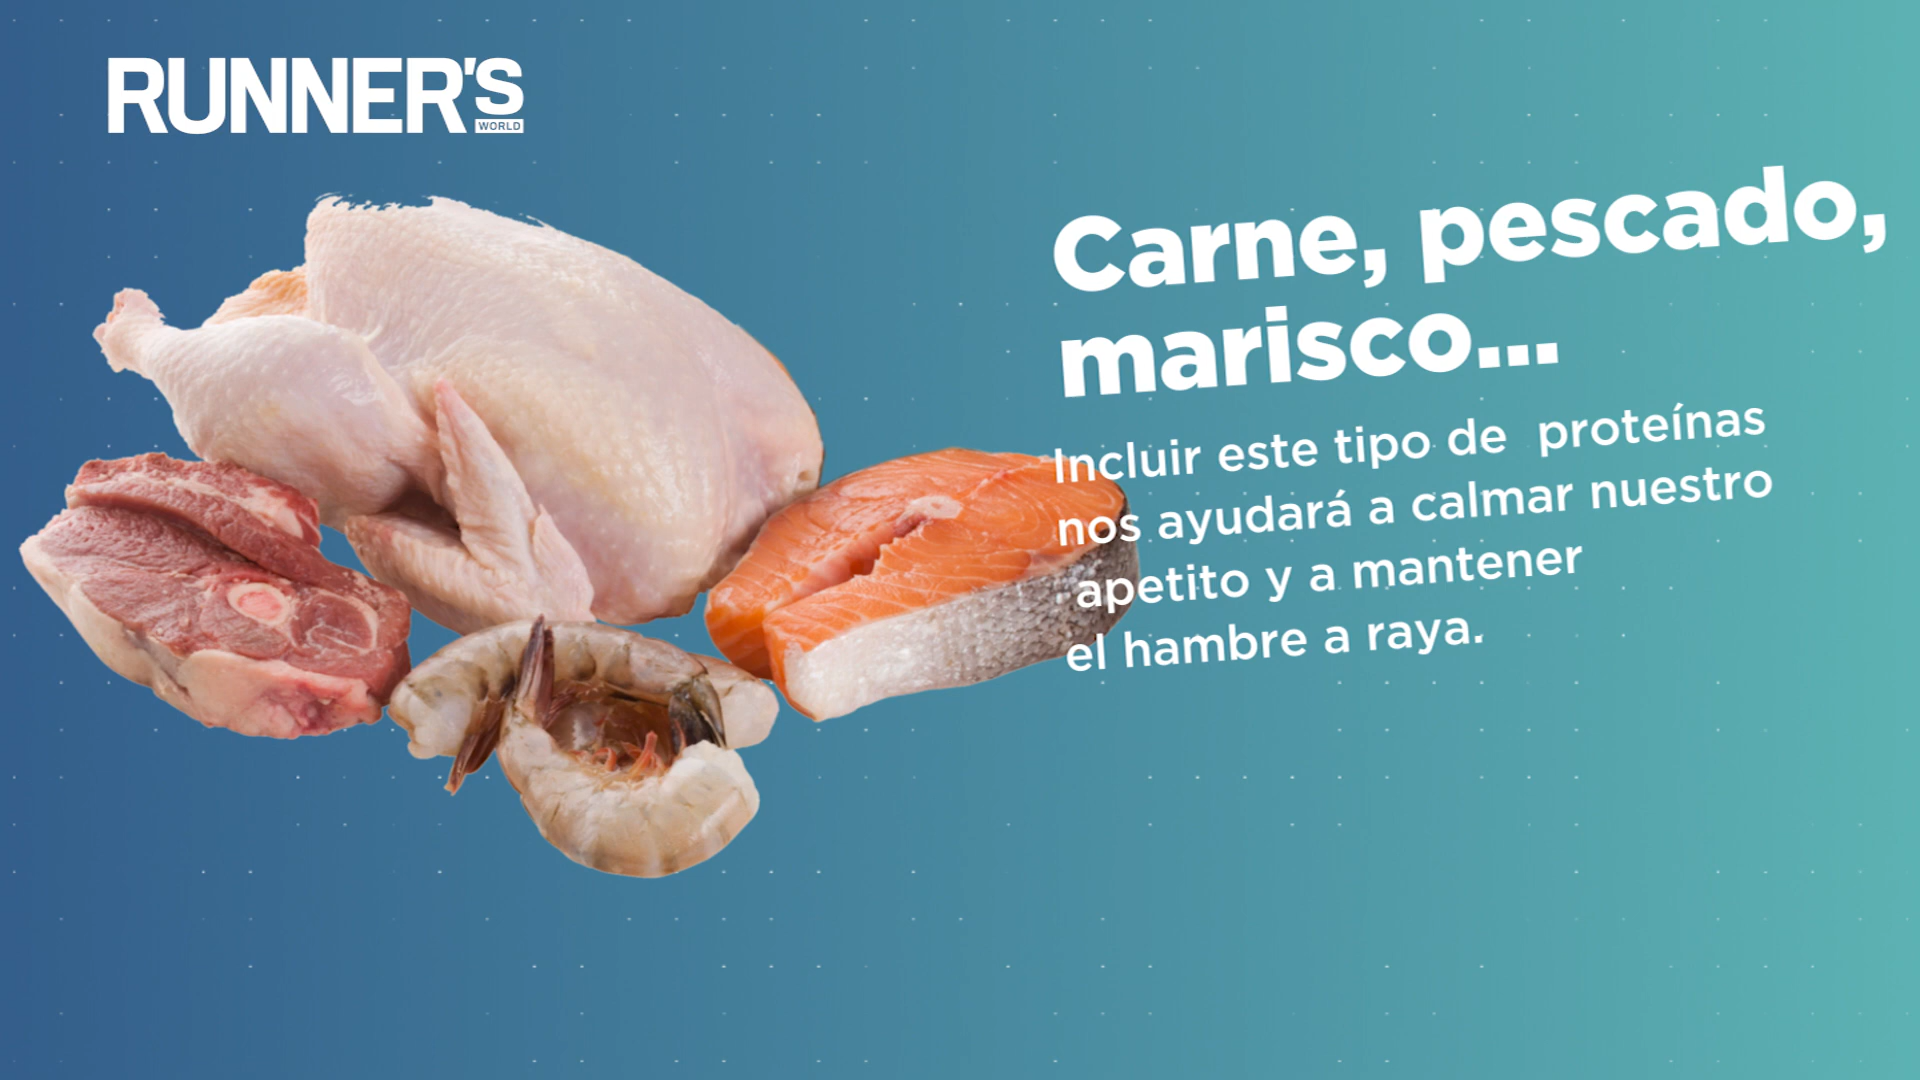 RUNNER'S
WORLD
Carne, pescado,
marisco...
Incluir este tipo de proteínas
nos ayudará a calmar nuestro
apetito y a mantener
el hambre a raya.